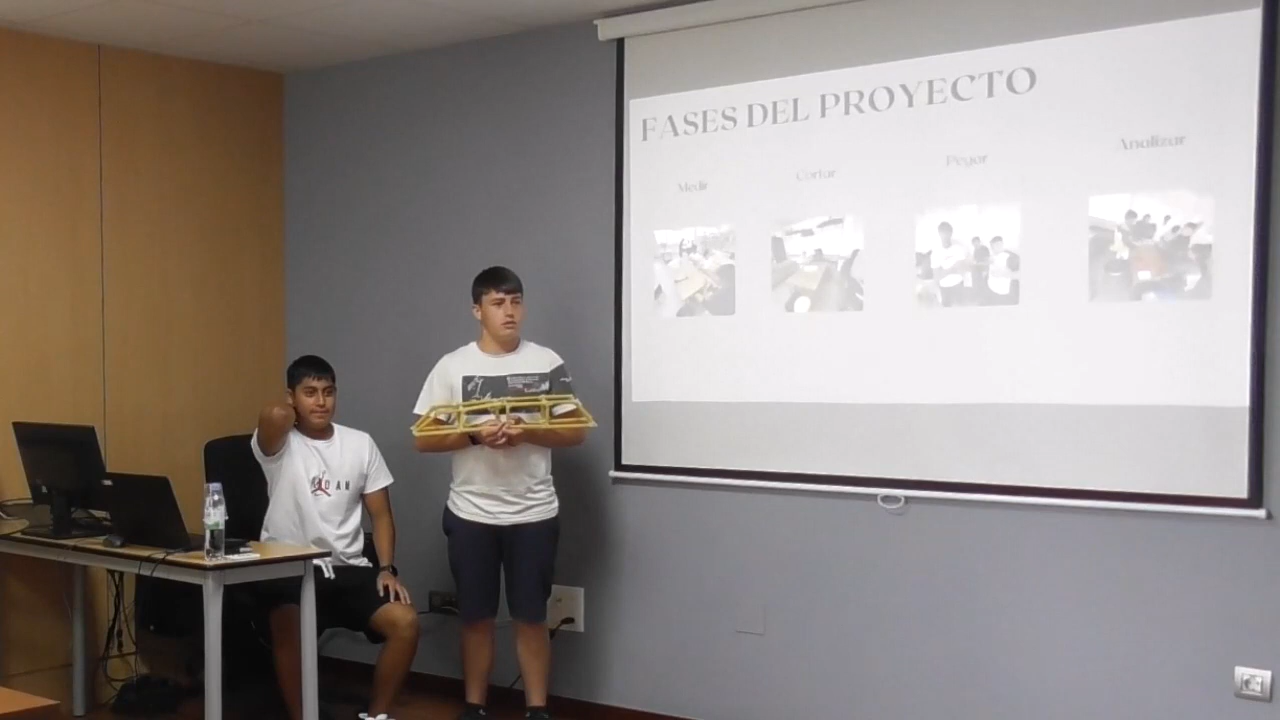 FASES DEL PROYECTO
Medir
Cortar
Pegar
Analizar